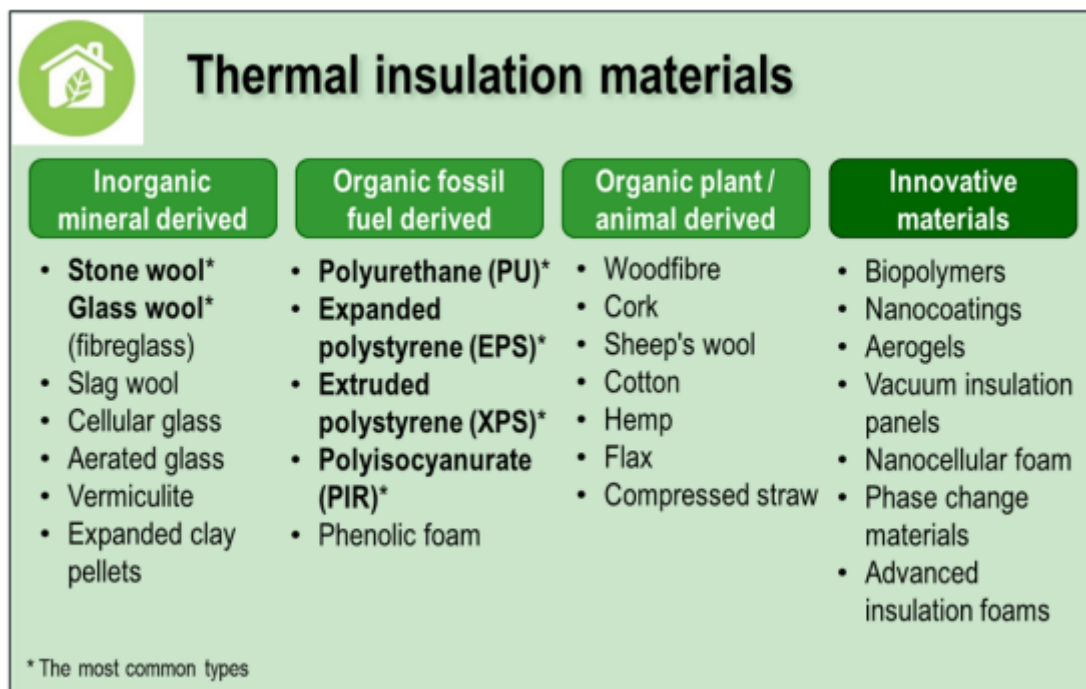 Thermal insulation materials
Inorganic
mineral derived
• Stone wool*
Glass wool*
(fibreglass)
• Slag wool
• Cellular glass
• Aerated glass
• Vermiculite
• Expanded clay
pellets
Organic fossil
fuel derived
• Polyurethane (PU)*
• Expanded
polystyrene (EPS)*
• Extruded
polystyrene (XPS)*
• Polyisocyanurate
(PIR)*
• Phenolic foam
Organic plant /
animal derived
• Woodfibre
• Cork
• Sheep's wool
• Cotton
• Hemp
• Flax
• Compressed straw
Innovative
materials
• Biopolymers
• Nanocoatings
• Aerogels
• Vacuum insulation
panels
• Nanocellular foam
• Phase change
materials
• Advanced
insulation foams
* The most common types